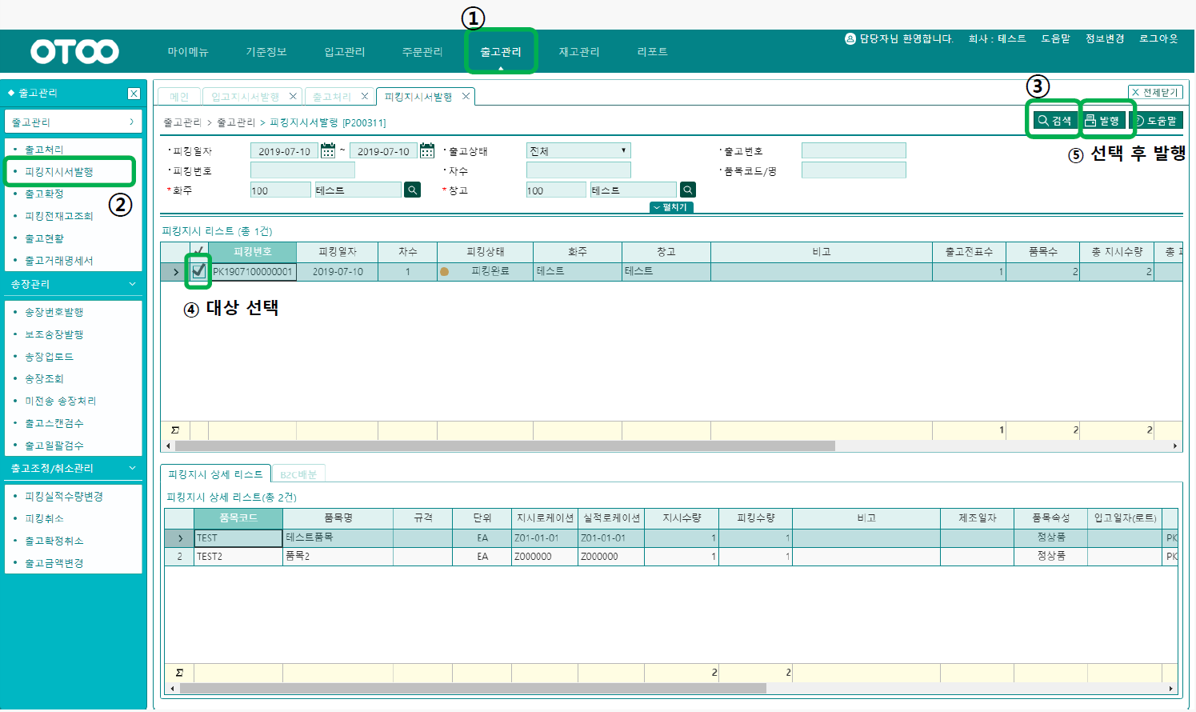 ①
OTOO 마이메뉴 기준정보 입고관리 주문관리 출고관리 재고관리 리포트
담당자님 환영합니다. 회사 : 테스트 도움말 정보변경 로그아웃
출고관리
출고관리
출고처리
피킹지시서발행
②
출고확정
피킹전재고조회
출고현황
출고거래명세서
송장관리
송장번호발행
보조송장발행
송장업로드
송장조회
미전송 송장처리
출고스캔검수
출고일괄검수
출고조정/취소관리
피킹실적수량변경
피킹취소
출고확정취소
출고금액변경
메인 입고지시서발행 출고처리 피킹지시서발행 전체닫기
③
출고관리 > 출고관리 > 피킹지시서발행 [P200311] 검색 발행 도움말
⑤ 선택 후 발행
피킹일자 2019-07-10 ~ 2019-07-10 출고상태 전체 출고번호
피킹번호 차수 품목코드/명
*화주 100 테스트 *창고 100 테스트
펼치기
피킹지시 리스트 (총 1건)
피킹번호 피킹일자 차수 피킹상태 화주 창고 비고 출고전표수 품목수 총 지시수량
PK1907100000001 2019-07-10 1 피킹완료 테스트 테스트 1 2 2
④ 대상 선택
Σ 1 2 2
피킹지시 상세 리스트 B2C배분
피킹지시 상세 리스트(총 2건)
품목코드 품목명 규격 단위 지시로케이션 실적로케이션 지시수량 피킹수량 비고 제조일자 품목속성 입고일자(로트)
TEST 테스트품목 EA Z01-01-01 Z01-01-01 1 1 정상품
2 TEST2 품목2 EA Z000000 Z000000 1 1 정상품
Σ 2 2